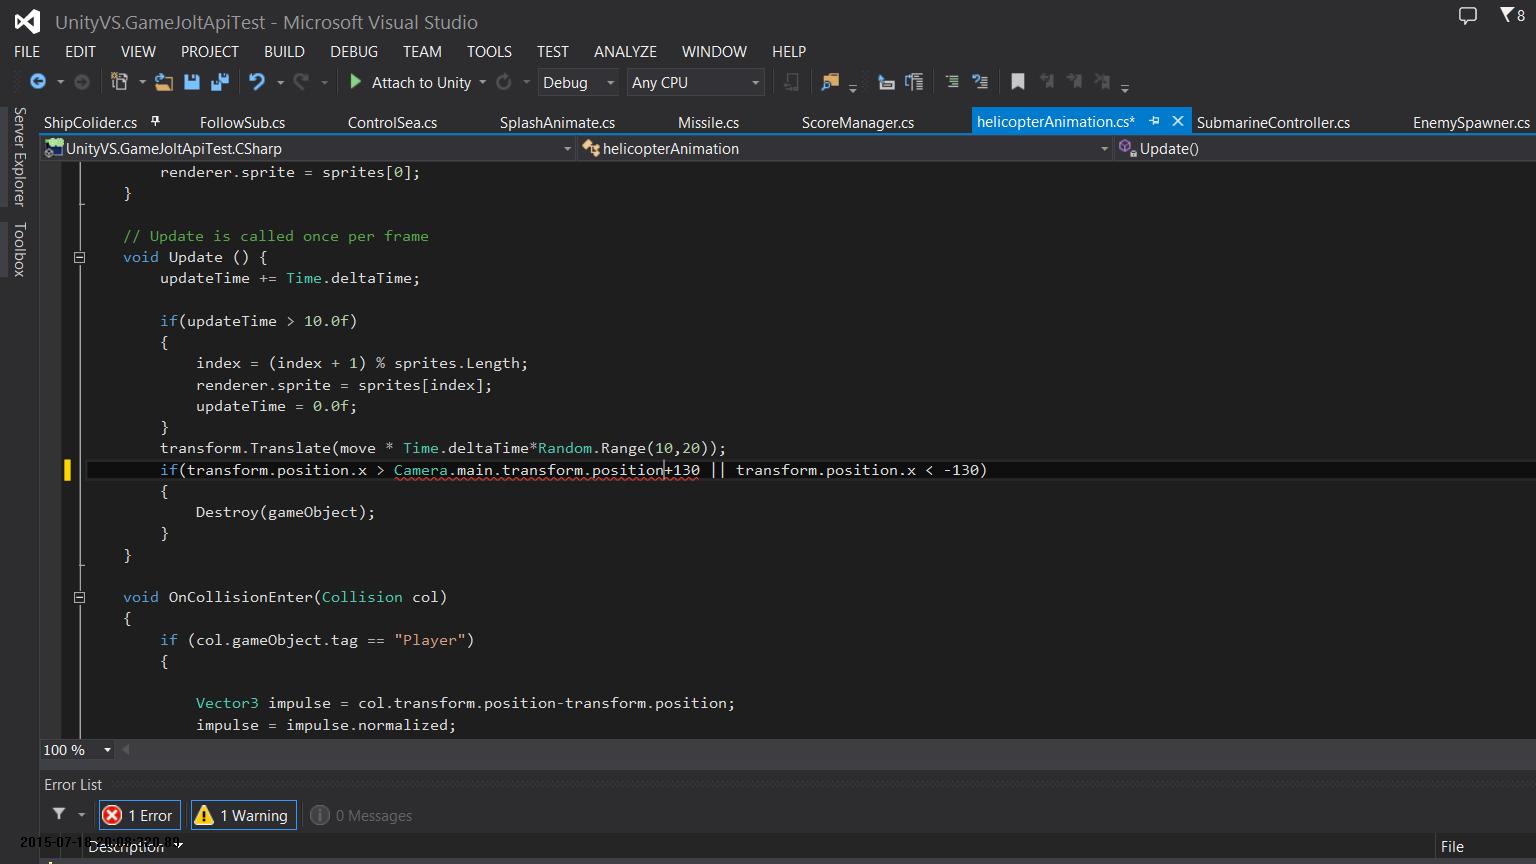 UnityVS.GameJoltApiTest - Microsoft Visual Studio
8
FILE EDIT VIEW PROJECT BUILD DEBUG TEAM TOOLS TEST ANALYZE WINDOW HELP
Attach to Unity Debug Any CPU
Server Explorer
Toolbox
ShipColider.cs FollowSub.cs ControlSea.cs SplashAnimate.cs Missile.cs ScoreManager.cs helicopterAnimation.cs* SubmarineController.cs EnemySpawner.cs
UnityVS.GameJoltApiTest.CSharp helicopterAnimation Update()
renderer.sprite = sprites[0];
}
// Update is called once per frame
void Update () {
updateTime += Time.deltaTime;
if(updateTime > 10.0f)
{
index = (index + 1) % sprites.Length;
renderer.sprite = sprites[index];
updateTime = 0.0f;
}
transform.Translate(move * Time.deltaTime*Random.Range(10,20));
if(transform.position.x > Camera.main.transform.position+130 || transform.position.x < -130)
{
Destroy(gameObject);
}
}
void OnCollisionEnter(Collision col)
{
if (col.gameObject.tag == "Player")
{
Vector3 impulse = col.transform.position-transform.position;
impulse = impulse.normalized;
100 %
Error List
1 Error 1 Warning 0 Messages
Description File